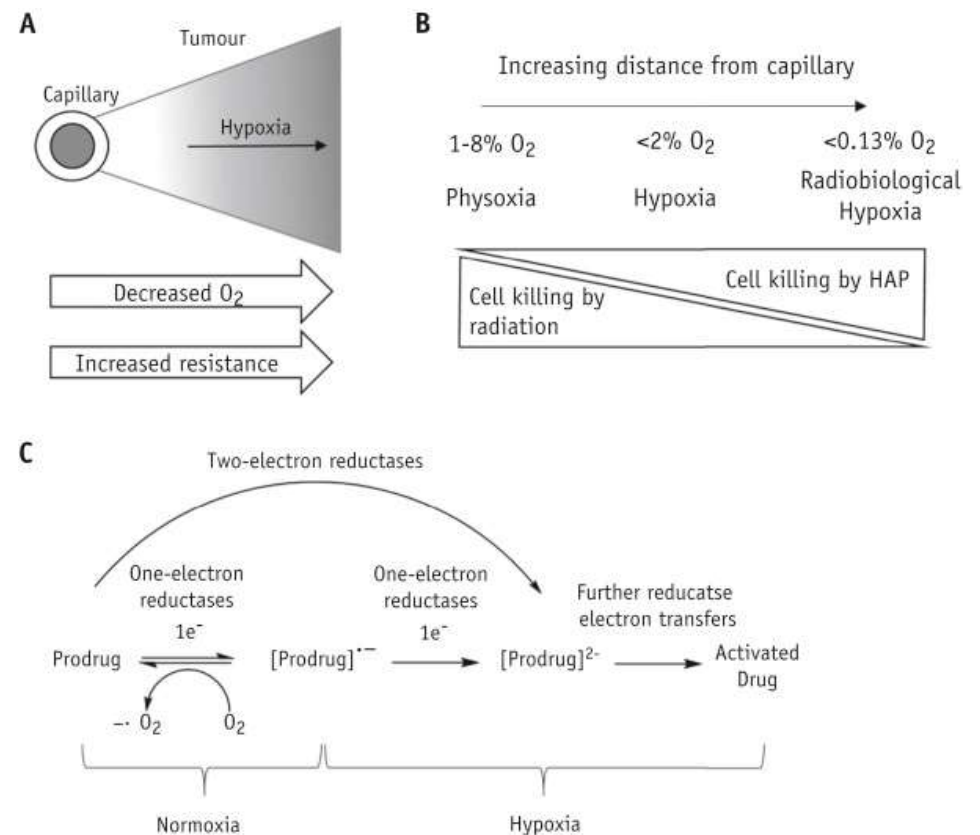 A
Tumour
Capillary
Hypoxia
Decreased O2
Increased resistance
B
Increasing distance from capillary
1-8% O2
<2% O2
<0.13% O2
Physoxia
Hypoxia
Radiobiological
Hypoxia
Cell killing by HAP
Cell killing by
radiation
C
Two-electron reductases
One-electron
reductases
1e-
One-electron
reductases
1e-
Further reducatse
electron transfers
Prodrug
[Prodrug]•–
[Prodrug]2-
Activated
Drug
–• O2
O2
Normoxia
Hypoxia